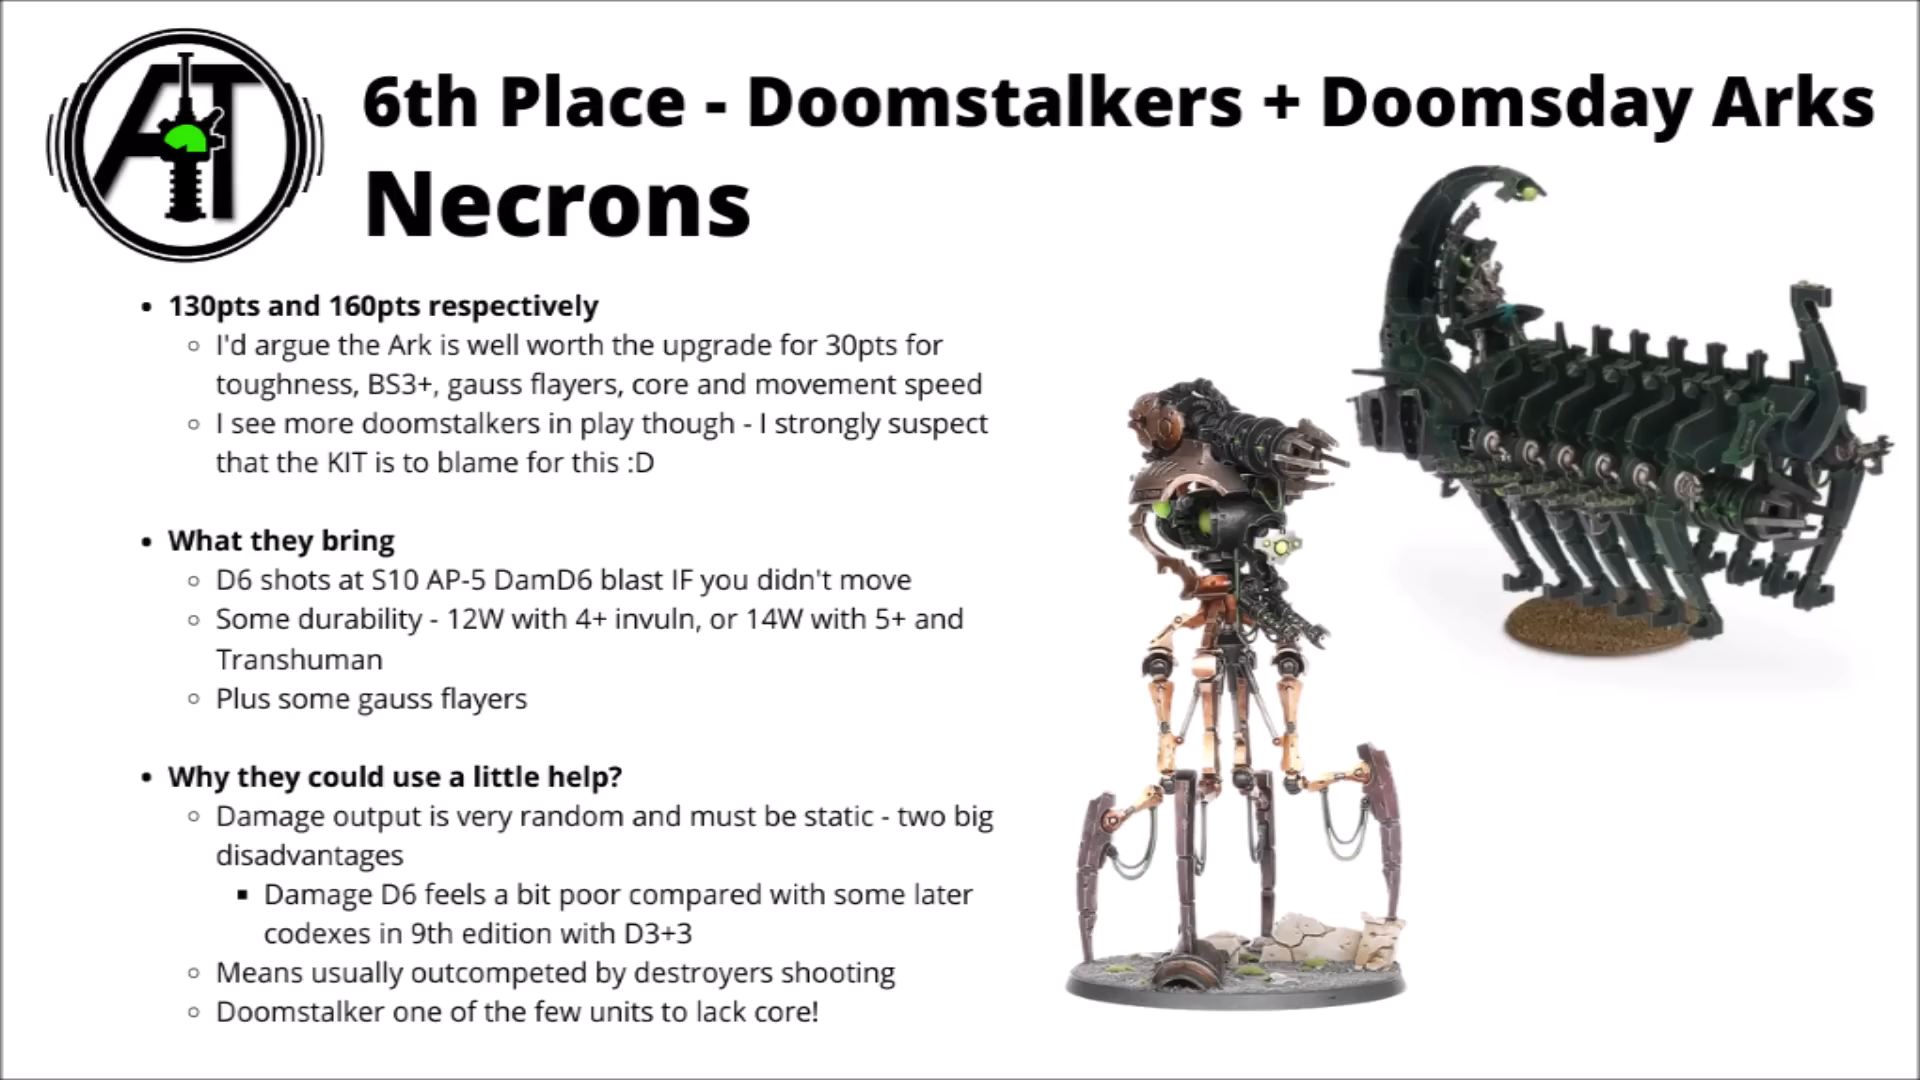 AT
6th Place - Doomstalkers + Doomsday Arks
Necrons
• 130pts and 160pts respectively
◦ I'd argue the Ark is well worth the upgrade for 30pts for
toughness, BS3+, gauss flayers, core and movement speed
◦ I see more doomstalkers in play though - I strongly suspect
that the KIT is to blame for this :D
• What they bring
◦ D6 shots at S10 AP-5 DamD6 blast IF you didn't move
◦ Some durability - 12W with 4+ invuln, or 14W with 5+ and
Transhuman
◦ Plus some gauss flayers
• Why they could use a little help?
◦ Damage output is very random and must be static - two big
disadvantages
▪ Damage D6 feels a bit poor compared with some later
codexes in 9th edition with D3+3
◦ Means usually outcompeted by destroyers shooting
◦ Doomstalker one of the few units to lack core!